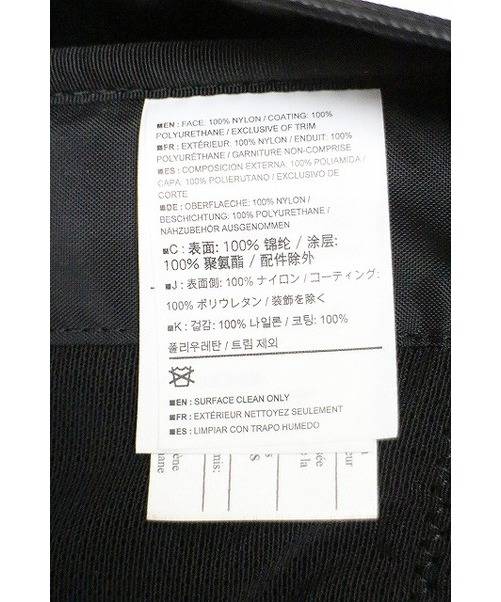 EN : FACE: 100% NYLON / COATING: 100%
POLYURETHANE / EXCLUSIVE OF TRIM
FR : EXTÉRIEUR: 100% NYLON / ENDUIT: 100%
POLYURÉTHANE / GARNITURE NON-COMPRISE
ES : COMPOSICION EXTERNA: 100% POLIAMIDA /
CAPA: 100% POLIERUTANO / EXCLUSIVO DE
CORTE
DE : OBERFLAECHE: 100% NYLON /
BESCHICHTUNG: 100% POLYURETHANE /
NÄHZUBEHÖR AUSGENOMMEN
C : 表面: 100% 锦纶 / 涂层:
100% 聚氨酯 / 配件除外
J : 表面側: 100% ナイロン / コーティング:
100% ポリウレタン / 装飾を除く
K : 겉감: 100% 나일론 / 코팅: 100%
폴리우레탄 / 트림 제외
EN : SURFACE CLEAN ONLY
FR : EXTÉRIEUR NETTOYEZ SEULEMENT
ES : LIMPIAR CON TRAPO HUMEDO